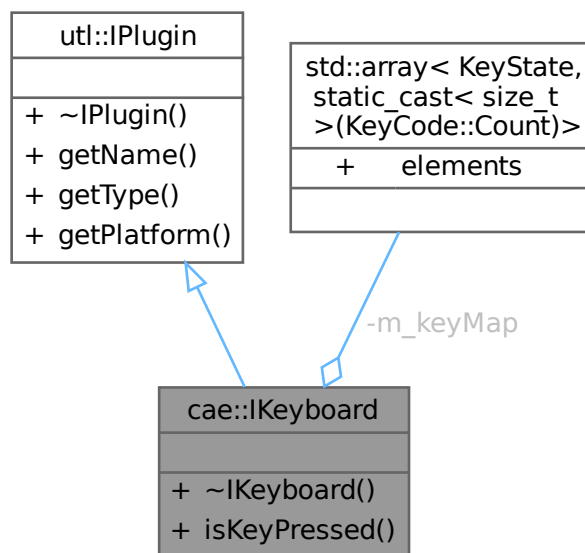 utl::IPlugin
+ ~IPlugin()
+ getName()
+ getType()
+ getPlatform()
std::array< KeyState,
static_cast< size_t
>(KeyCode::Count)>
+ elements
-m_keyMap
cae::IKeyboard
+ ~IKeyboard()
+ isKeyPressed()